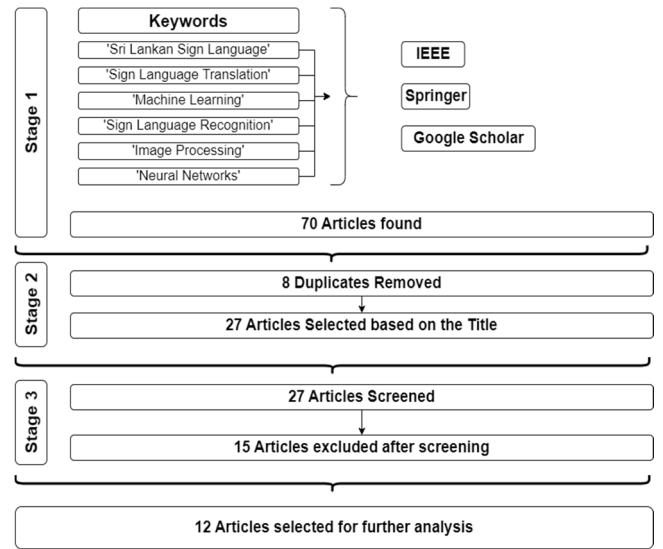 Stage 1
Keywords
'Sri Lankan Sign Language'
'Sign Language Translation'
'Machine Learning'
'Sign Language Recognition'
'Image Processing'
'Neural Networks'
IEEE
Springer
Google Scholar
70 Articles found
Stage 2
8 Duplicates Removed
27 Articles Selected based on the Title
Stage 3
27 Articles Screened
15 Articles excluded after screening
12 Articles selected for further analysis